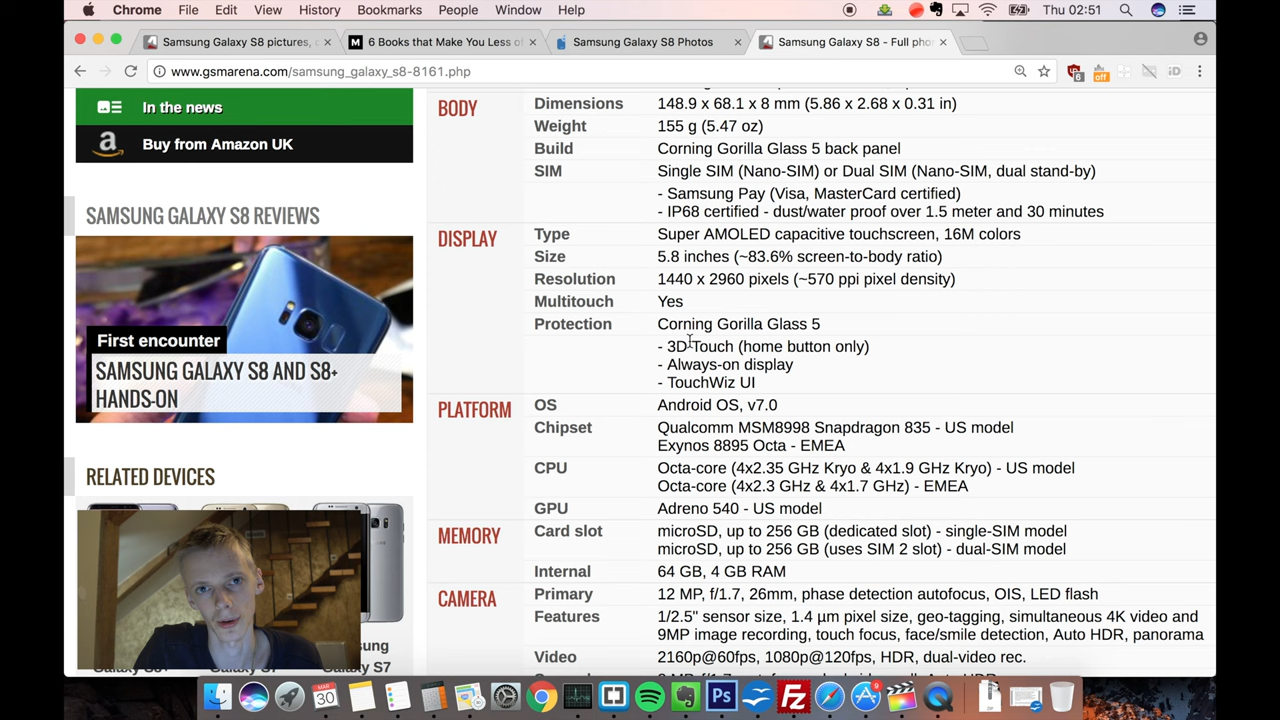 Chrome File Edit View History Bookmarks People Window Help Thu 02:51
Samsung Galaxy S8 pictures, 6 Books that Make You Less of Samsung Galaxy S8 Photos Samsung Galaxy S8 - Full pho
www.gsmarena.com/samsung_galaxy_s8-8161.php
off iD
In the news
Buy from Amazon UK
SAMSUNG GALAXY S8 REVIEWS
First encounter
SAMSUNG GALAXY S8 AND S8+
HANDS-ON
RELATED DEVICES
Galaxy S7
BODY Dimensions 148.9 x 68.1 x 8 mm (5.86 x 2.68 x 0.31 in)
Weight 155 g (5.47 oz)
Build Corning Gorilla Glass 5 back panel
SIM Single SIM (Nano-SIM) or Dual SIM (Nano-SIM, dual stand-by)
- Samsung Pay (Visa, MasterCard certified)
- IP68 certified - dust/water proof over 1.5 meter and 30 minutes
DISPLAY Type Super AMOLED capacitive touchscreen, 16M colors
Size 5.8 inches (~83.6% screen-to-body ratio)
Resolution 1440 x 2960 pixels (~570 ppi pixel density)
Multitouch Yes
Protection Corning Gorilla Glass 5
- 3D Touch (home button only)
- Always-on display
- TouchWiz UI
PLATFORM OS Android OS, v7.0
Chipset Qualcomm MSM8998 Snapdragon 835 - US model
Exynos 8895 Octa - EMEA
CPU Octa-core (4x2.35 GHz Kryo & 4x1.9 GHz Kryo) - US model
Octa-core (4x2.3 GHz & 4x1.7 GHz) - EMEA
GPU Adreno 540 - US model
MEMORY Card slot microSD, up to 256 GB (dedicated slot) - single-SIM model
microSD, up to 256 GB (uses SIM 2 slot) - dual-SIM model
Internal 64 GB, 4 GB RAM
CAMERA Primary 12 MP, f/1.7, 26mm, phase detection autofocus, OIS, LED flash
Features 1/2.5" sensor size, 1.4 µm pixel size, geo-tagging, simultaneous 4K video and
9MP image recording, touch focus, face/smile detection, Auto HDR, panorama
Video 2160p@60fps, 1080p@120fps, HDR, dual-video rec.
MAR
30
Ps
Fz